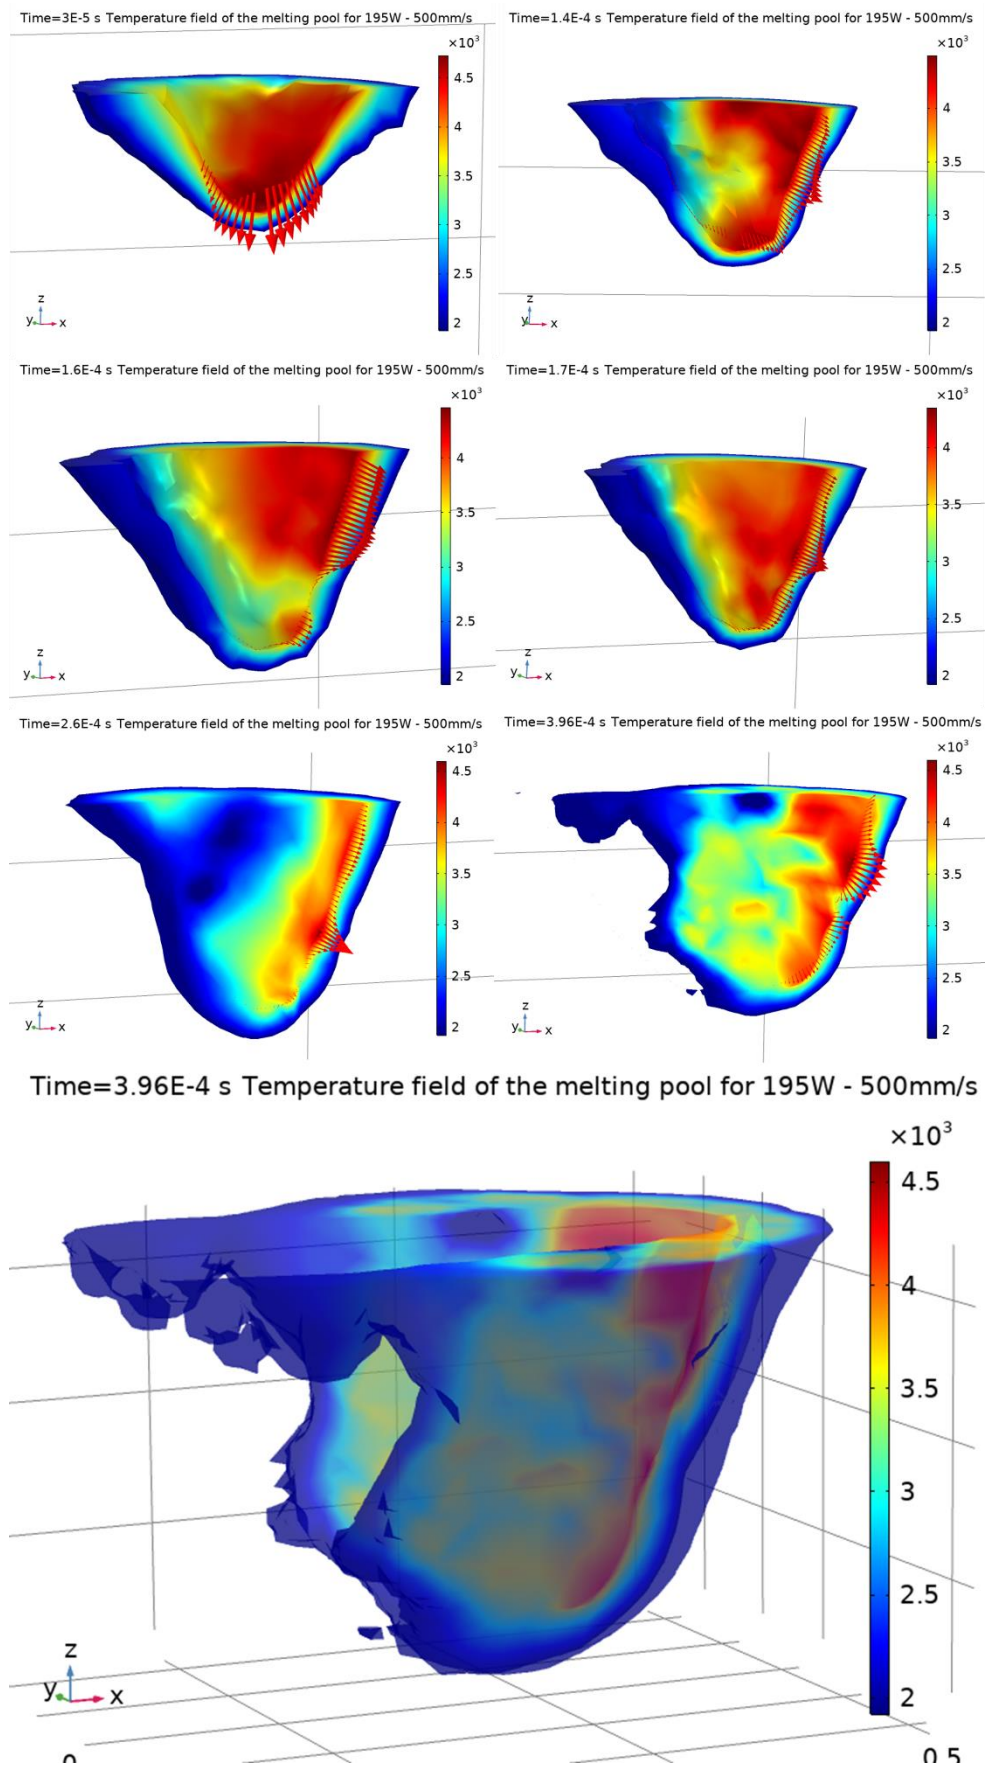 Time=3E-5 s Temperature field of the melting pool for 195W - 500mm/s
×10³
4.5
4
3.5
3
2.5
2
z
y
x
Time=1.4E-4 s Temperature field of the melting pool for 195W - 500mm/s
×10³
4
3.5
3
2.5
2
z
y
x
Time=1.6E-4 s Temperature field of the melting pool for 195W - 500mm/s
×10³
4
3.5
3
2.5
2
z
y
x
Time=1.7E-4 s Temperature field of the melting pool for 195W - 500mm/s
×10³
4
3.5
3
2.5
2
z
y
x
Time=2.6E-4 s Temperature field of the melting pool for 195W - 500mm/s
×10³
4.5
4
3.5
3
2.5
2
z
y
x
Time=3.96E-4 s Temperature field of the melting pool for 195W - 500mm/s
×10³
4.5
4
3.5
3
2.5
2
z
y
x
Time=3.96E-4 s Temperature field of the melting pool for 195W - 500mm/s
×10³
4.5
4
3.5
3
2.5
2
z
y
x
0
0.5